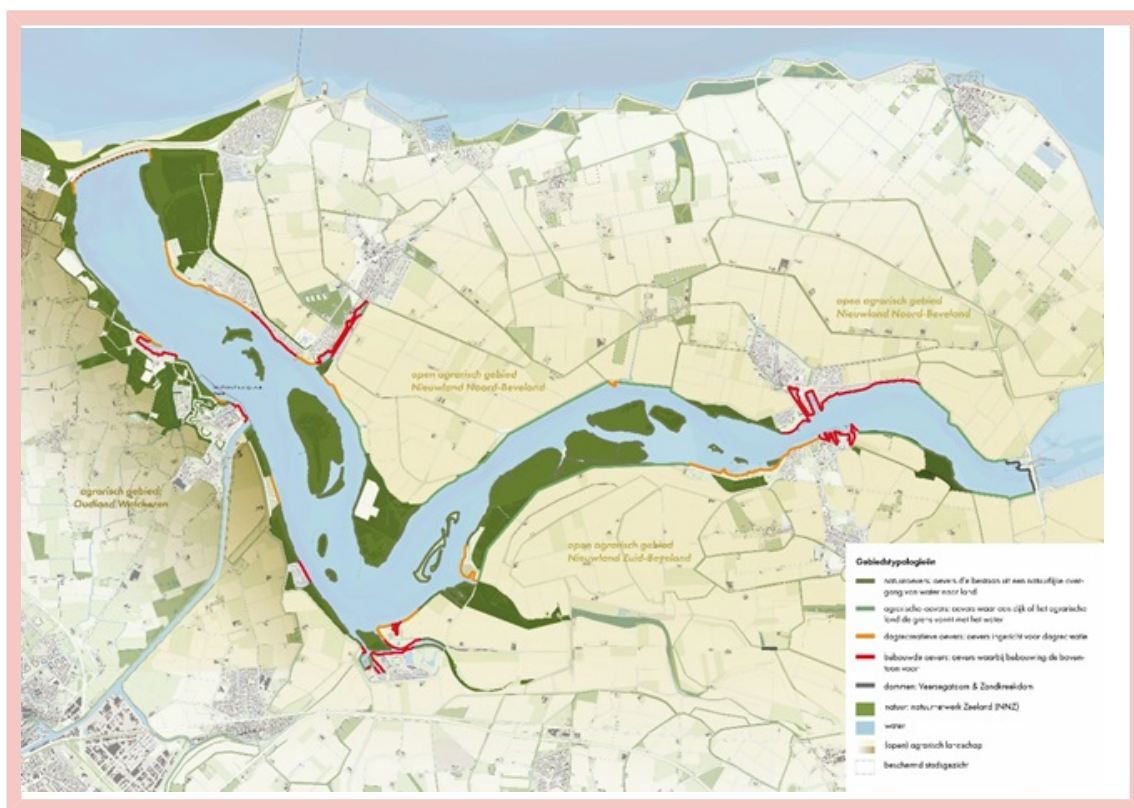 open agrarisch gebied
Nieuwland Noord-Beveland
open agrarisch gebied
Nieuwland Noord-Beveland
agrarisch gebied:
Oudland Walcheren
open agrarisch gebied
Nieuwland Zuid-Beveland
Gebiedstypologieën
natuuroevers: oevers die bestaan uit een natuurlijke over-
gang van water naar land
agrarische oevers: oevers waar een dijk of het agrarische
land de grens vormt met het water
dagrecreatieve oevers: oevers ingericht voor dagrecreatie
bebouwde oevers: oevers waarbij bebouwing de boven-
toon voer
dammen: Veersegatdam & Zandkreekdam
natuur: natuurnetwerk Zeeland (NNZ)
water
(open) agrarisch landschap
beschermd stadsgezicht